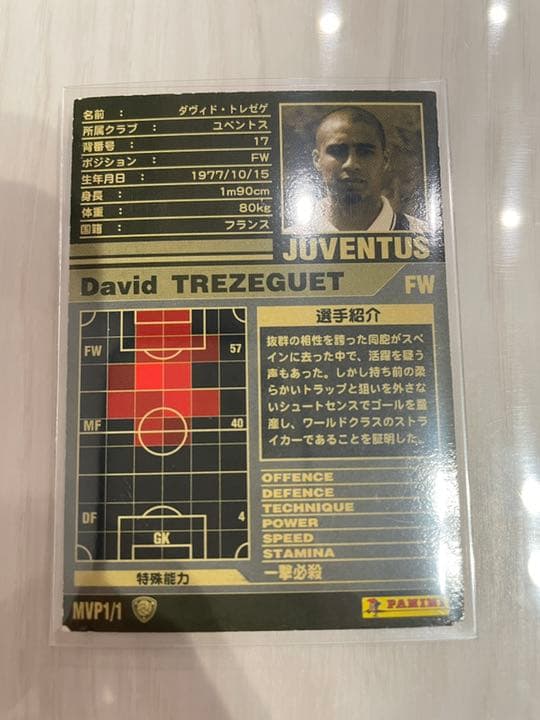 名前 : ダヴィド・トレゼゲ
所属クラブ : ユベントス
背番号 : 17
ポジション : FW
生年月日 : 1977/10/15
身長 : 1m90cm
体重 : 80kg
国籍 : フランス
JUVENTUS
David TREZEGUET FW
選手紹介
抜群の相性を誇った同胞がスペ
インに去った中で、活躍を疑う
声もあった。しかし持ち前の柔
らかいトラップと狙いを外さな
いシュートセンスでゴールを量
産し、ワールドクラスのストラ
イカーであることを証明した。
FW 57
MF 40
DF 4
GK
OFFENCE
DEFENCE
TECHNIQUE
POWER
SPEED
STAMINA
特殊能力 一撃必殺
MVP1/1
PANINI